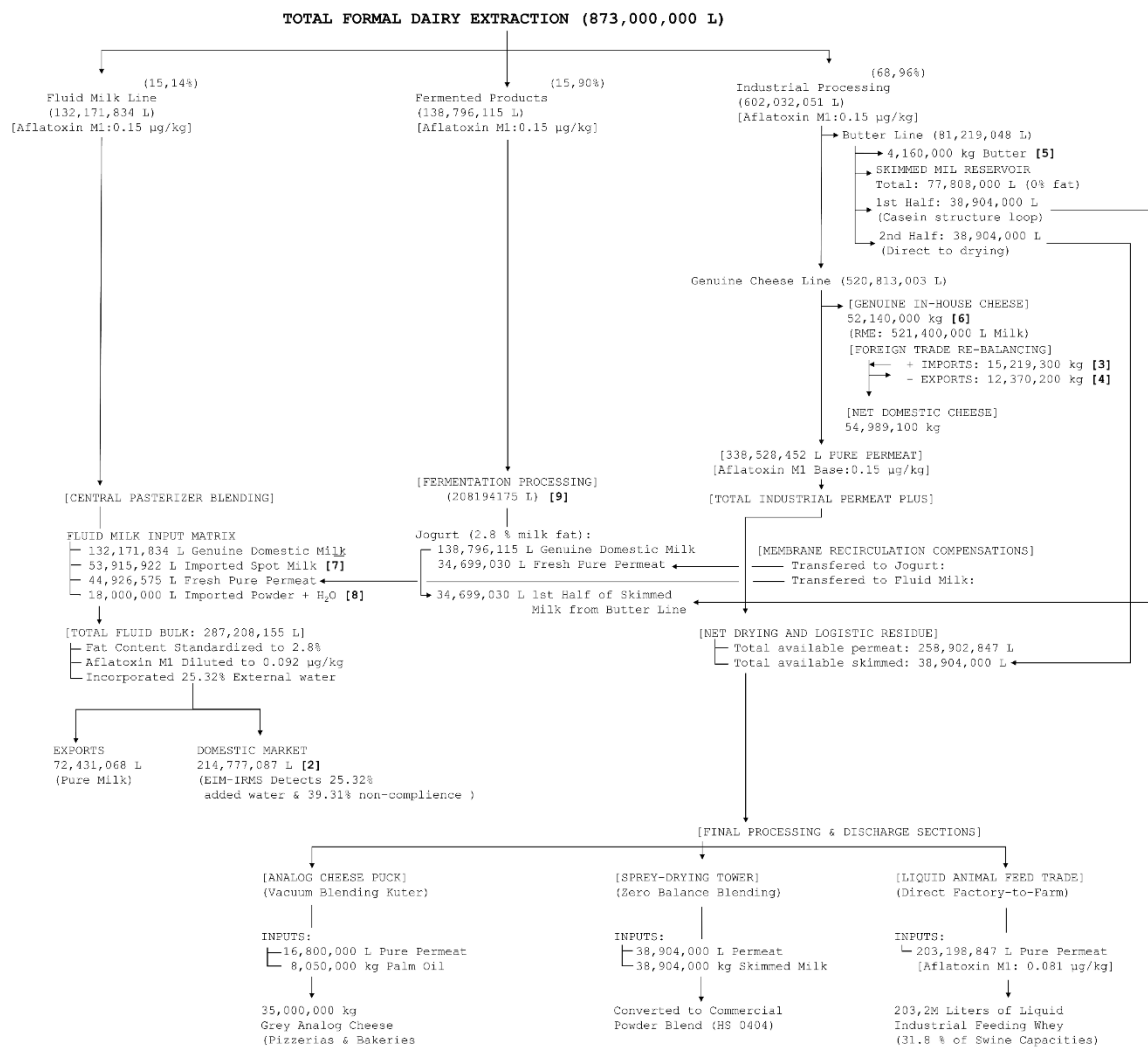 TOTAL FORMAL DAIRY EXTRACTION (873,000,000 L)
(15,14%)
Fluid Milk Line
(132,171,834 L)
[Aflatoxin M1:0.15 µg/kg]
(15,90%)
Fermented Products
(138,796,115 L)
[Aflatoxin M1:0.15 µg/kg]
(68,96%)
Industrial Processing
(602,032,051 L)
[Aflatoxin M1:0.15 µg/kg]
Butter Line (81,219,048 L)
4,160,000 kg Butter [5]
SKIMMED MIL RESERVOIR
Total: 77,808,000 L (0% fat)
1st Half: 38,904,000 L
(Casein structure loop)
2nd Half: 38,904,000 L
(Direct to drying)
Genuine Cheese Line (520,813,003 L)
[GENUINE IN-HOUSE CHEESE]
52,140,000 kg [6]
(RME: 521,400,000 L Milk)
[FOREIGN TRADE RE-BALANCING]
+ IMPORTS: 15,219,300 kg [3]
- EXPORTS: 12,370,200 kg [4]
[NET DOMESTIC CHEESE]
54,989,100 kg
[338,528,452 L PURE PERMEAT]
[Aflatoxin M1 Base:0.15 µg/kg]
[TOTAL INDUSTRIAL PERMEAT PLUS]
[CENTRAL PASTERIZER BLENDING]
FLUID MILK INPUT MATRIX
132,171,834 L Genuine Domestic Milk
53,915,922 L Imported Spot Milk [7]
44,926,575 L Fresh Pure Permeat
18,000,000 L Imported Powder + H₂O [8]
[TOTAL FLUID BULK: 287,208,155 L]
Fat Content Standardized to 2.8%
Aflatoxin M1 Diluted to 0.092 µg/kg
Incorporated 25.32% External water
EXPORTS
72,431,068 L
(Pure Milk)
DOMESTIC MARKET
214,777,087 L [2]
(EIM-IRMS Detects 25.32%
added water & 39.31% non-complience )
[FERMENTATION PROCESSING]
(208194175 L) [9]
Jogurt (2.8 % milk fat):
138,796,115 L Genuine Domestic Milk
34,699,030 L Fresh Pure Permeat
34,699,030 L 1st Half of Skimmed
Milk from Butter Line
[MEMBRANE RECIRCULATION COMPENSATIONS]
Transfered to Jogurt:
Transfered to Fluid Milk:
[NET DRYING AND LOGISTIC RESIDUE]
Total available permeat: 258,902,847 L
Total available skimmed: 38,904,000 L
[FINAL PROCESSING & DISCHARGE SECTIONS]
[ANALOG CHEESE PUCK]
(Vacuum Blending Kuter)
INPUTS:
16,800,000 L Pure Permeat
8,050,000 kg Palm Oil
35,000,000 kg
Grey Analog Cheese
(Pizzerias & Bakeries
[SPREY-DRYING TOWER]
(Zero Balance Blending)
INPUTS:
38,904,000 L Permeat
38,904,000 kg Skimmed Milk
Converted to Commercial
Powder Blend (HS 0404)
[LIQUID ANIMAL FEED TRADE]
(Direct Factory-to-Farm)
INPUTS:
203,198,847 L Pure Permeat
[Aflatoxin M1: 0.081 µg/kg]
203,2M Liters of Liquid
Industrial Feeding Whey
(31.8 % of Swine Capacities)